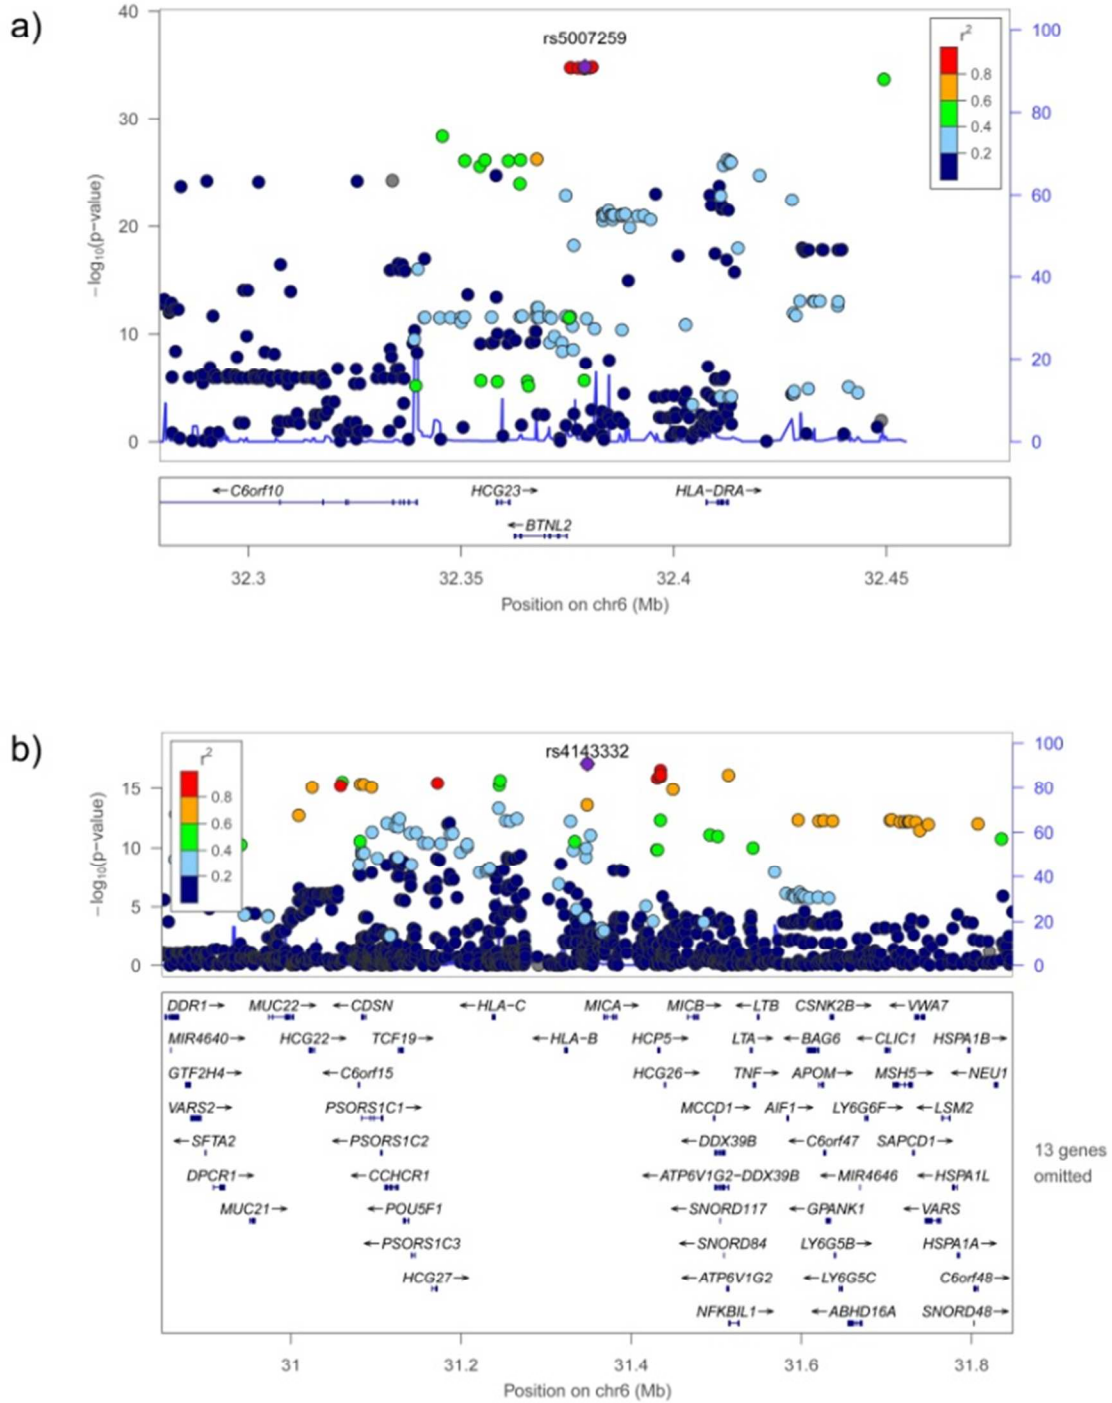 a)
rs5007259
r2
0.8
0.6
0.4
0.2
40
30
20
10
0
−log10(p−value)
100
80
60
40
20
0
←C6orf10
HCG23→
HLA−DRA→
←BTNL2
32.3
32.35
32.4
32.45
Position on chr6 (Mb)
b)
rs4143332
r2
0.8
0.6
0.4
0.2
15
10
5
0
−log10(p−value)
100
80
60
40
20
0
DDR1→ MUC22→ ←CDSN ←HLA−C MICA→ MICB→ ←LTB CSNK2B→ ←VWA7
MIR4640→ HCG22→ TCF19→ ←HLA−B HCP5→ LTA→ ←BAG6 ←CLIC1 HSPA1B→
GTF2H4→ ←C6orf15 HCG26→ TNF→ APOM→ MSH5→ ←NEU1
VARS2→ PSORS1C1→ MCCD1→ AIF1→ LY6G6F→ ←LSM2
←SFTA2 ←PSORS1C2 ←DDX39B ←C6orf47 SAPCD1→
DPCR1→ ←CCHCR1 ←ATP6V1G2−DDX39B ←MIR4646 ←HSPA1L
MUC21→ ←POU5F1 ←SNORD117 ←GPANK1 ←VARS
←PSORS1C3 ←SNORD84 LY6G5B→ HSPA1A→
HCG27→ ←ATP6V1G2 ←LY6G5C C6orf48→
NFKBIL1→ ←ABHD16A SNORD48→
13 genes
omitted
31
31.2
31.4
31.6
31.8
Position on chr6 (Mb)